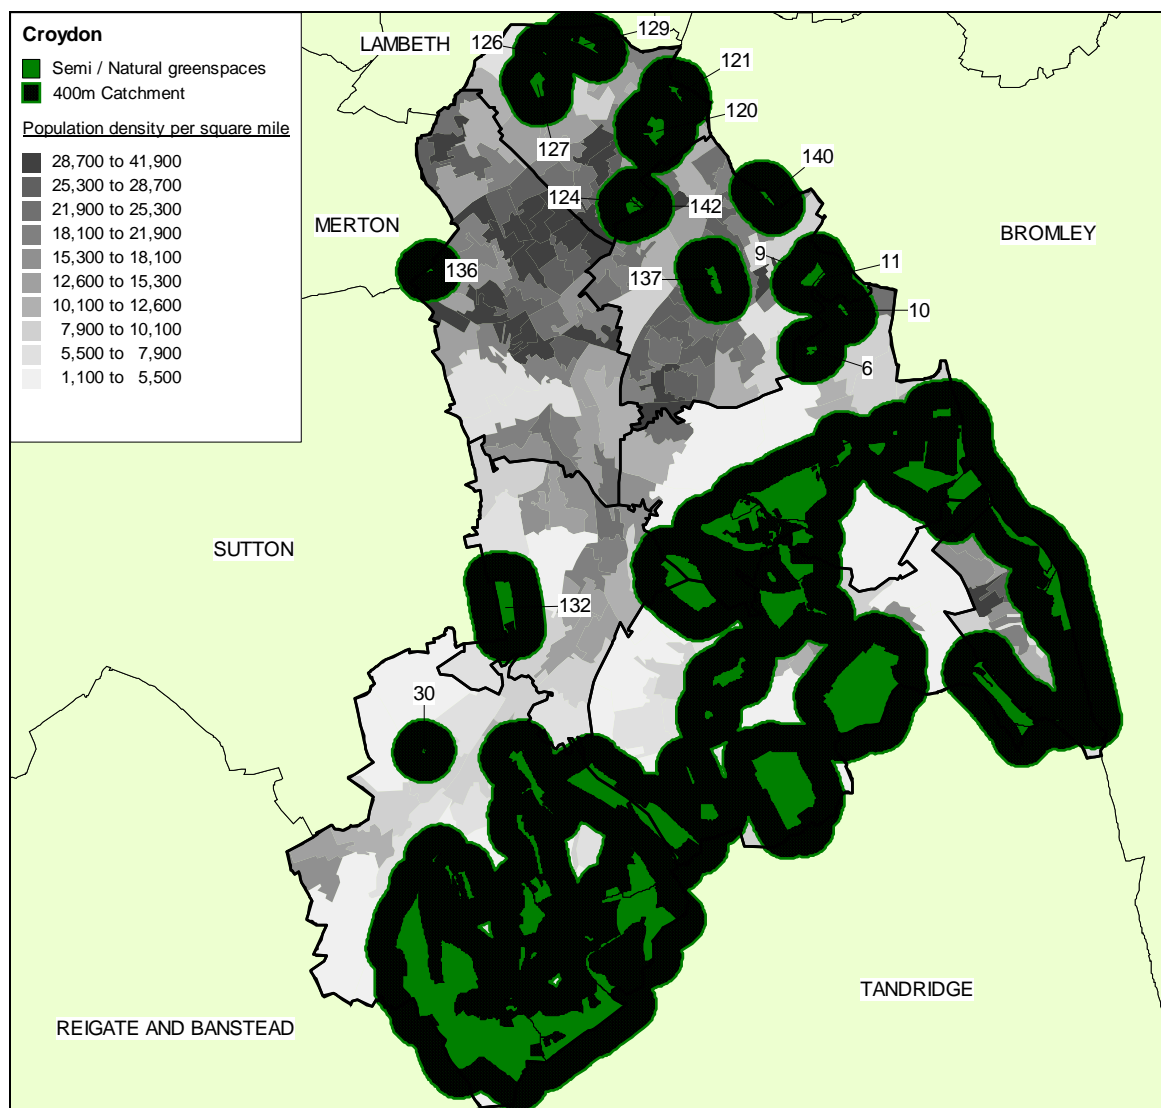 Croydon
Semi / Natural greenspaces
400m Catchment
Population density per square mile
28,700 to 41,900
25,300 to 28,700
21,900 to 25,300
18,100 to 21,900
15,300 to 18,100
12,600 to 15,300
10,100 to 12,600
7,900 to 10,100
5,500 to 7,900
1,100 to 5,500
129
126
LAMBETH
121
120
127
140
124
142
MERTON
BROMLEY
9
11
136
137
10
6
SUTTON
132
30
TANDRIDGE
REIGATE AND BANSTEAD